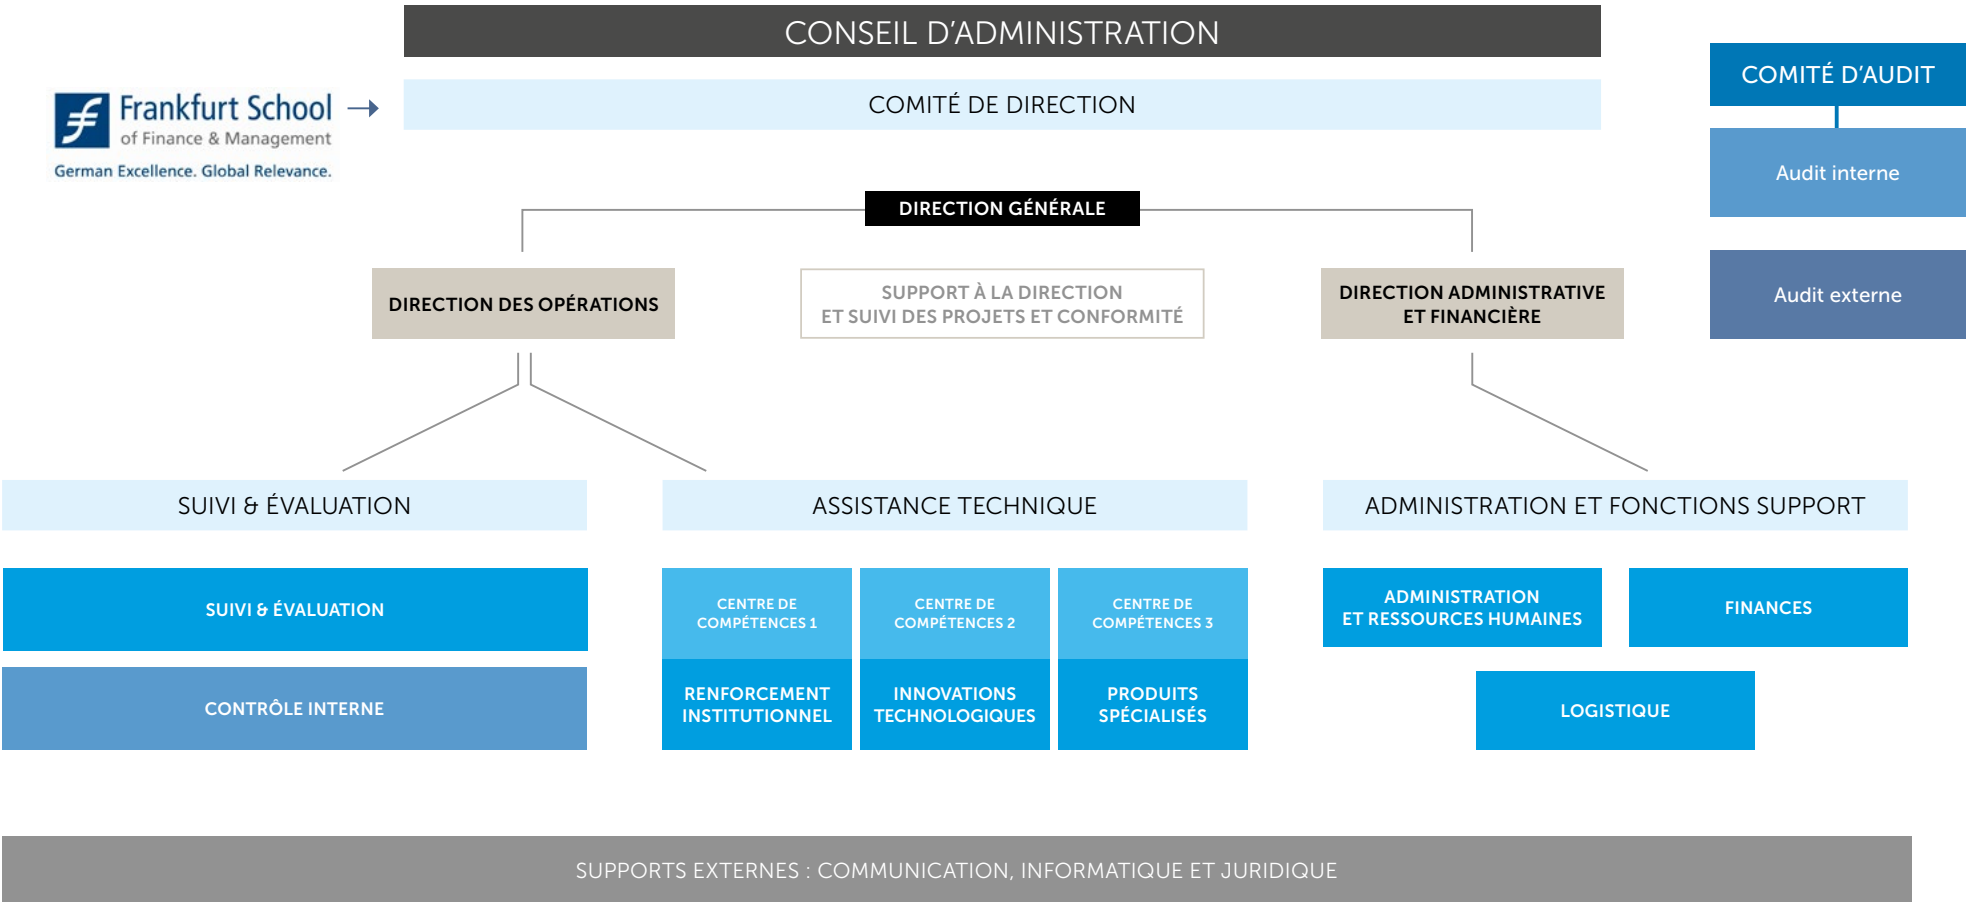 CONSEIL D'ADMINISTRATION
COMITÉ D'AUDIT
Frankfurt School
of Finance & Management
German Excellence. Global Relevance.
COMITÉ DE DIRECTION
Audit interne
DIRECTION GÉNÉRALE
DIRECTION DES OPÉRATIONS
SUPPORT À LA DIRECTION
ET SUIVI DES PROJETS ET CONFORMITÉ
DIRECTION ADMINISTRATIVE
ET FINANCIÈRE
Audit externe
SUIVI & ÉVALUATION
ASSISTANCE TECHNIQUE
ADMINISTRATION ET FONCTIONS SUPPORT
SUIVI & ÉVALUATION
CONTRÔLE INTERNE
CENTRE DE
COMPÉTENCES 1
RENFORCEMENT
INSTITUTIONNEL
CENTRE DE
COMPÉTENCES 2
INNOVATIONS
TECHNOLOGIQUES
CENTRE DE
COMPÉTENCES 3
PRODUITS
SPÉCIALISÉS
ADMINISTRATION
ET RESSOURCES HUMAINES
FINANCES
LOGISTIQUE
SUPPORTS EXTERNES : COMMUNICATION, INFORMATIQUE ET JURIDIQUE